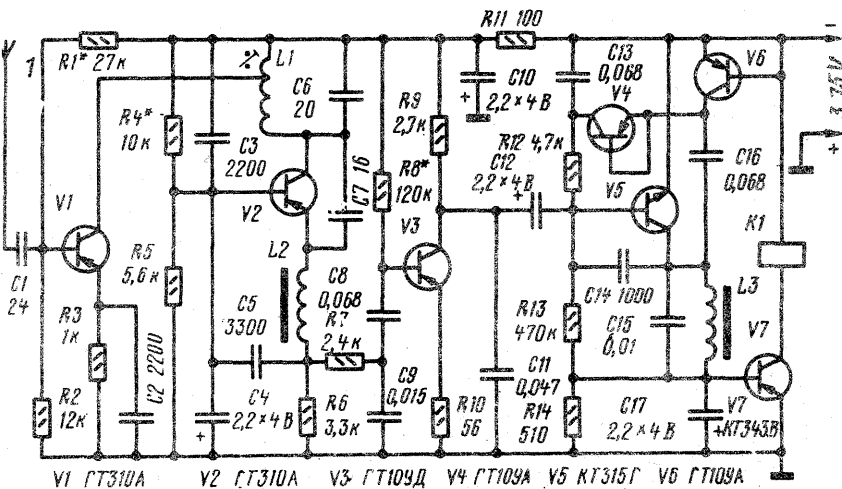 R11 100
R1* 27к
1
L1
C6
20
R4*
10к
C3
2200
C7 16
R9
2,7к
R8*
120к
C10
2,2×4В
C13
0,068
V4
V6
−
3,75V
+
R12 4,7к
C12
2,2×4В
C16
0,068
V1
V2
V3
V5
K1
C1
24
R5
5,6к
L2
C8
0,068
R3
1к
C5
3300
R7
2,4к
C14 1000
R13
470к
C15
0,01
L3
V7
C2 2200
R2
12к
C4
2,2×4В
R6
3,3к
C9
0,015
R10
56
C11
0,047
R14
510
C17
2,2×4В
V7
КТ343В
V1 ГТ310А V2 ГТ310А V3 ГТ109Д V4 ГТ109А V5 КТ315Г V6 ГТ109А